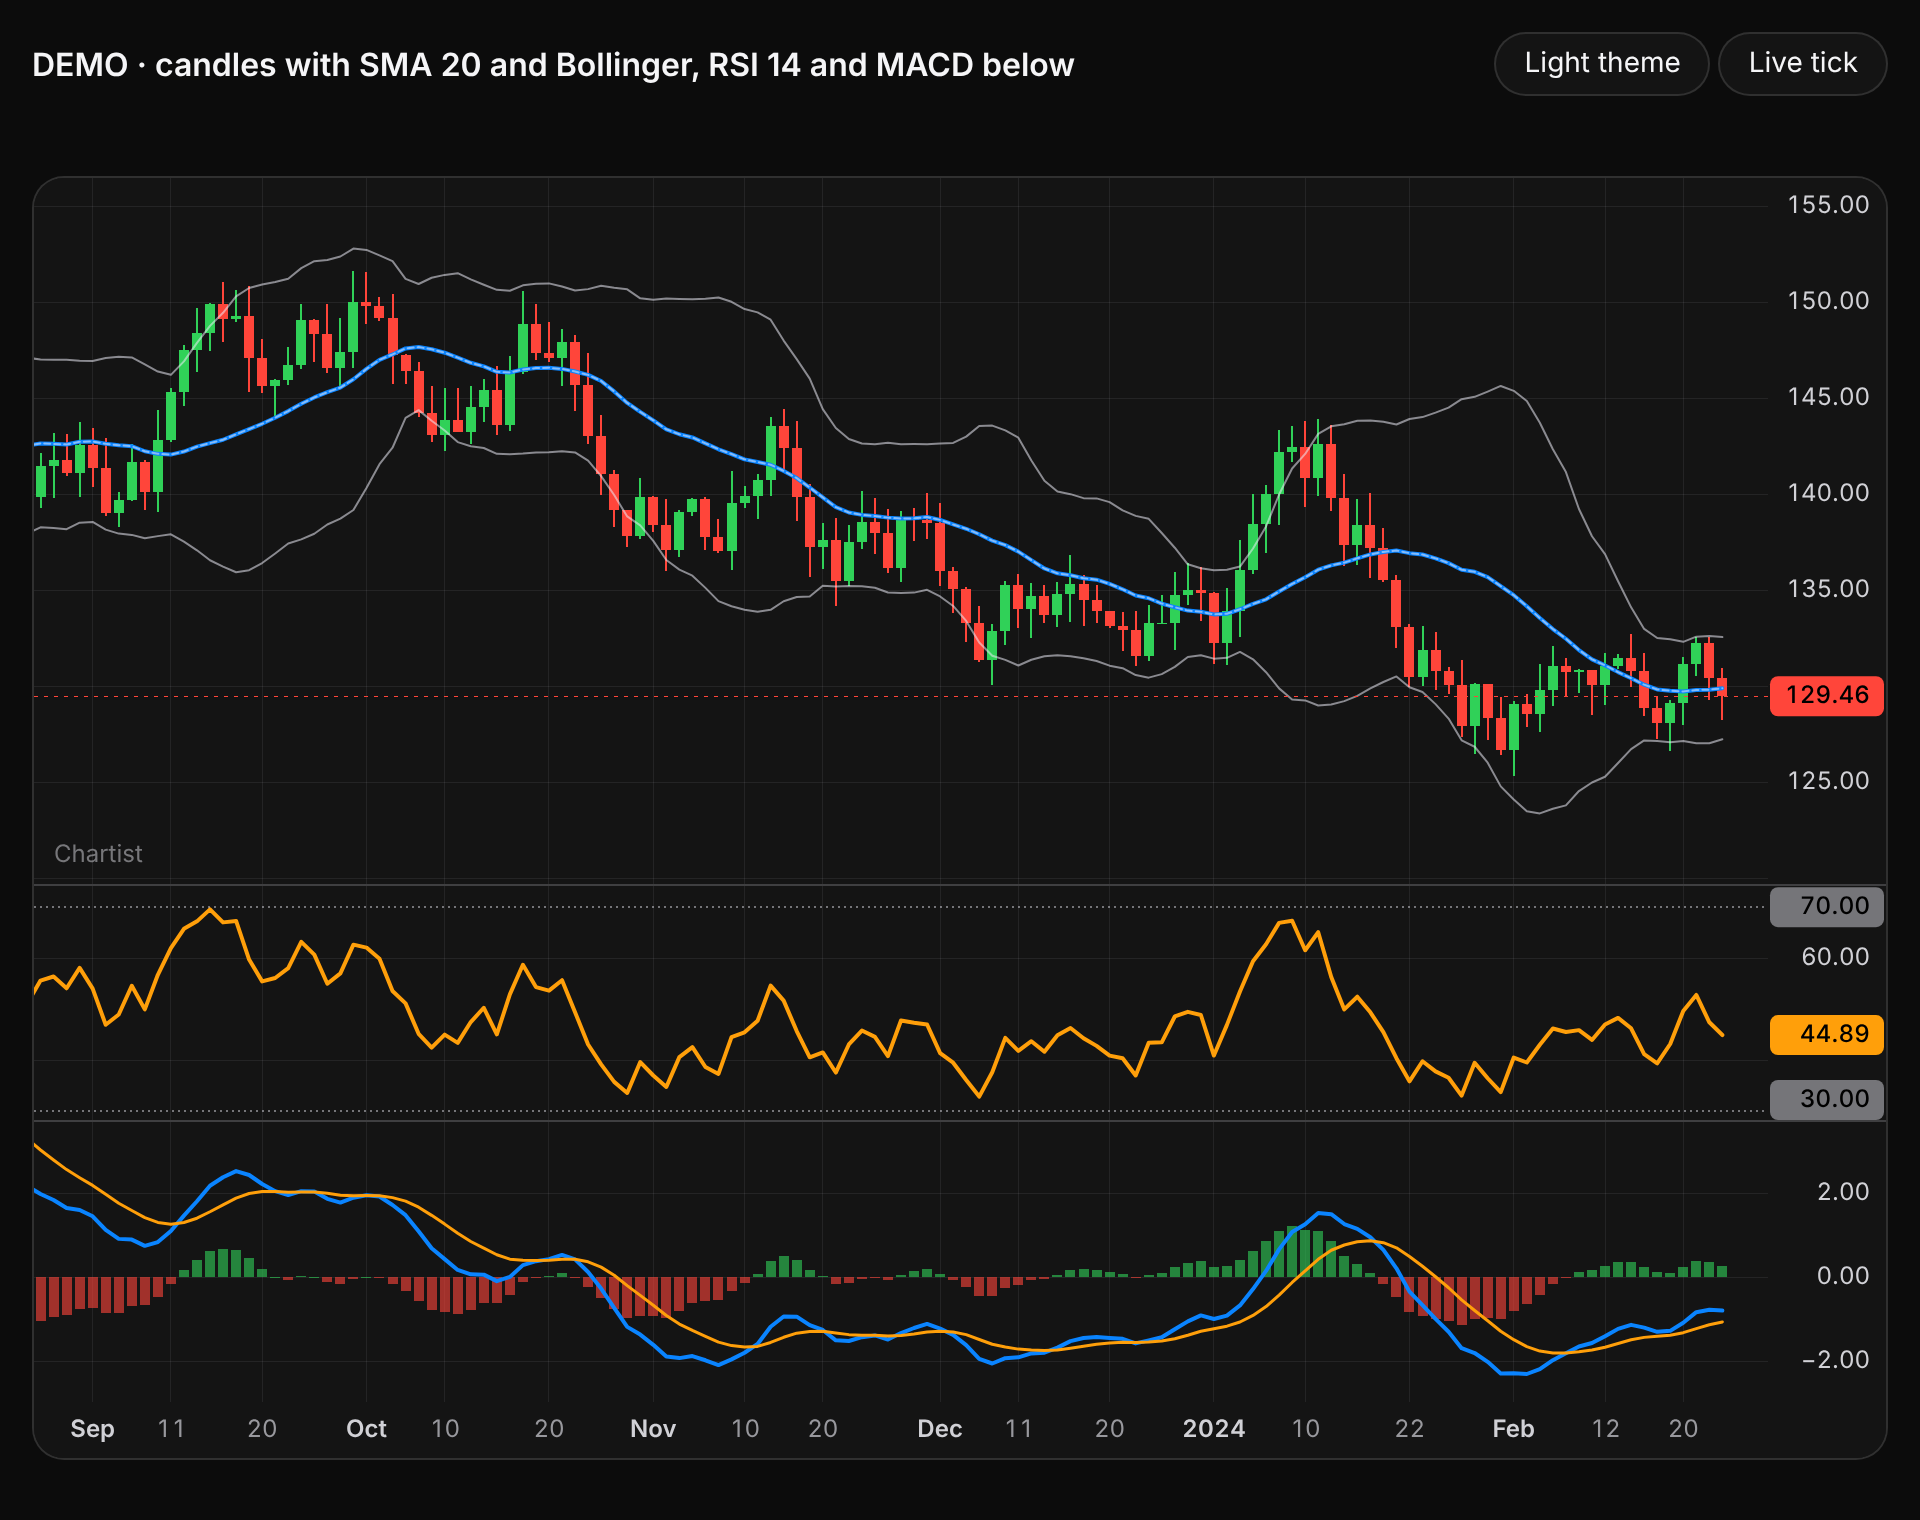 DEMO · candles with SMA 20 and Bollinger, RSI 14 and MACD below
Light theme
Live tick
155.00
150.00
145.00
140.00
135.00
129.46
125.00
Chartist
70.00
60.00
44.89
30.00
2.00
0.00
−2.00
Sep 11 20 Oct 10 20 Nov 10 20 Dec 11 20 2024 10 22 Feb 12 20